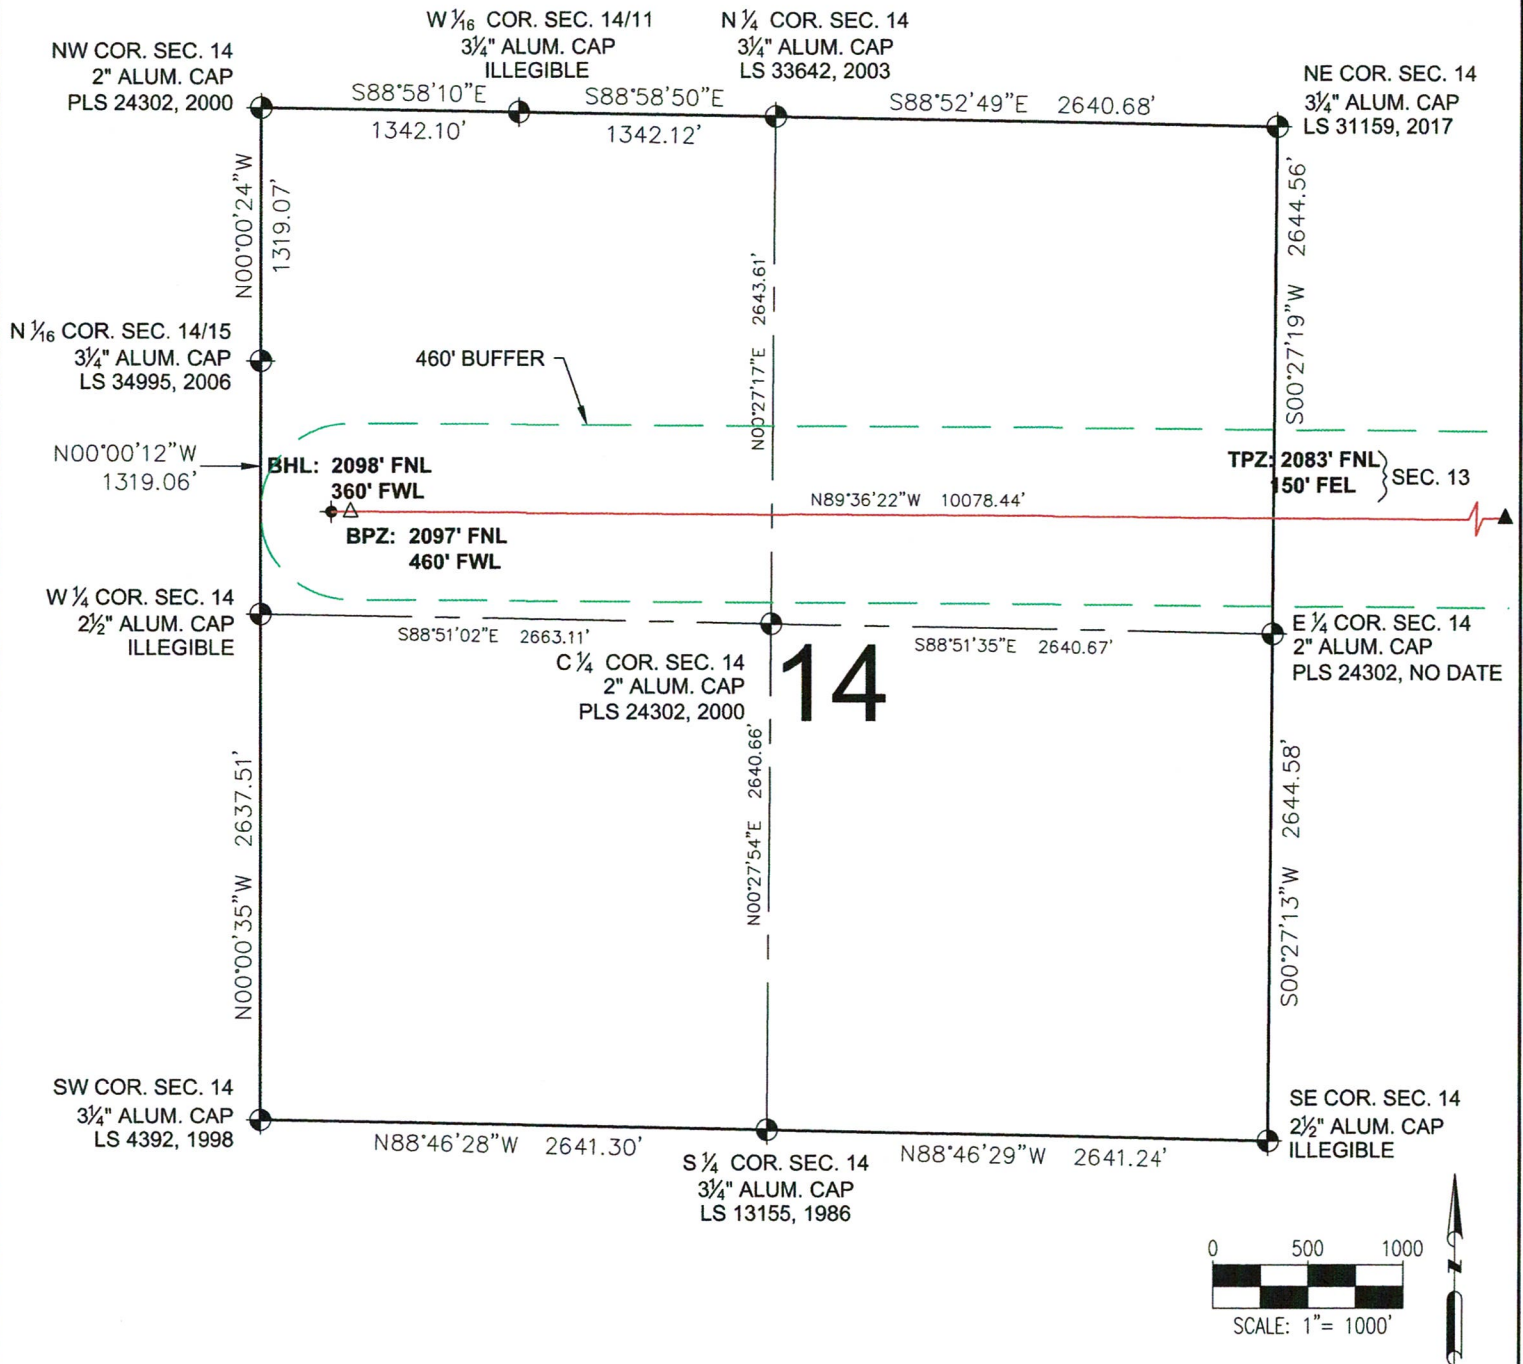 W 1/16 COR. SEC. 14/11
3¼" ALUM. CAP
ILLEGIBLE
N ¼ COR. SEC. 14
3¼" ALUM. CAP
LS 33642, 2003
NW COR. SEC. 14
2" ALUM. CAP
PLS 24302, 2000
NE COR. SEC. 14
3¼" ALUM. CAP
LS 31159, 2017
S88°58'10"E
1342.10'
S88°58'50"E
1342.12'
S88°52'49"E 2640.68'
N00°00'24"W
1319.07'
N00°27'17"E 2643.61'
S00°27'19"W 2644.56'
N 1/16 COR. SEC. 14/15
3¼" ALUM. CAP
LS 34995, 2006
460' BUFFER
N00°00'12"W
1319.06'
BHL: 2098' FNL
360' FWL
BPZ: 2097' FNL
460' FWL
N89°36'22"W 10078.44'
TPZ: 2083' FNL
150' FEL
SEC. 13
W ¼ COR. SEC. 14
2½" ALUM. CAP
ILLEGIBLE
S88°51'02"E 2663.11'
C ¼ COR. SEC. 14
2" ALUM. CAP
PLS 24302, 2000
14
S88°51'35"E 2640.67'
E ¼ COR. SEC. 14
2" ALUM. CAP
PLS 24302, NO DATE
N00°00'35"W 2637.51'
N00°27'54"E 2640.66'
S00°27'13"W 2644.58'
SW COR. SEC. 14
3¼" ALUM. CAP
LS 4392, 1998
N88°46'28"W 2641.30'
S ¼ COR. SEC. 14
3¼" ALUM. CAP
LS 13155, 1986
N88°46'29"W 2641.24'
SE COR. SEC. 14
2½" ALUM. CAP
ILLEGIBLE
0 500 1000
SCALE: 1"= 1000'
N